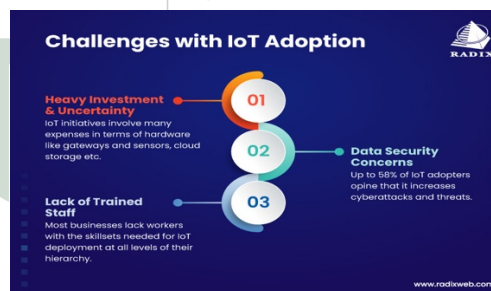 Challenges with IoT Adoption
RADIX
Heavy Investment
& Uncertainty
IoT initiatives involve many
expenses in terms of hardware
like gateways and sensors, cloud
storage etc.
01
02
Data Security
Concerns
Up to 58% of IoT adopters
opine that it increases
cyberattacks and threats.
03
Lack of Trained
Staff
Most businesses lack workers
with the skillsets needed for IoT
deployment at all levels of their
hierarchy.
www.radixweb.com